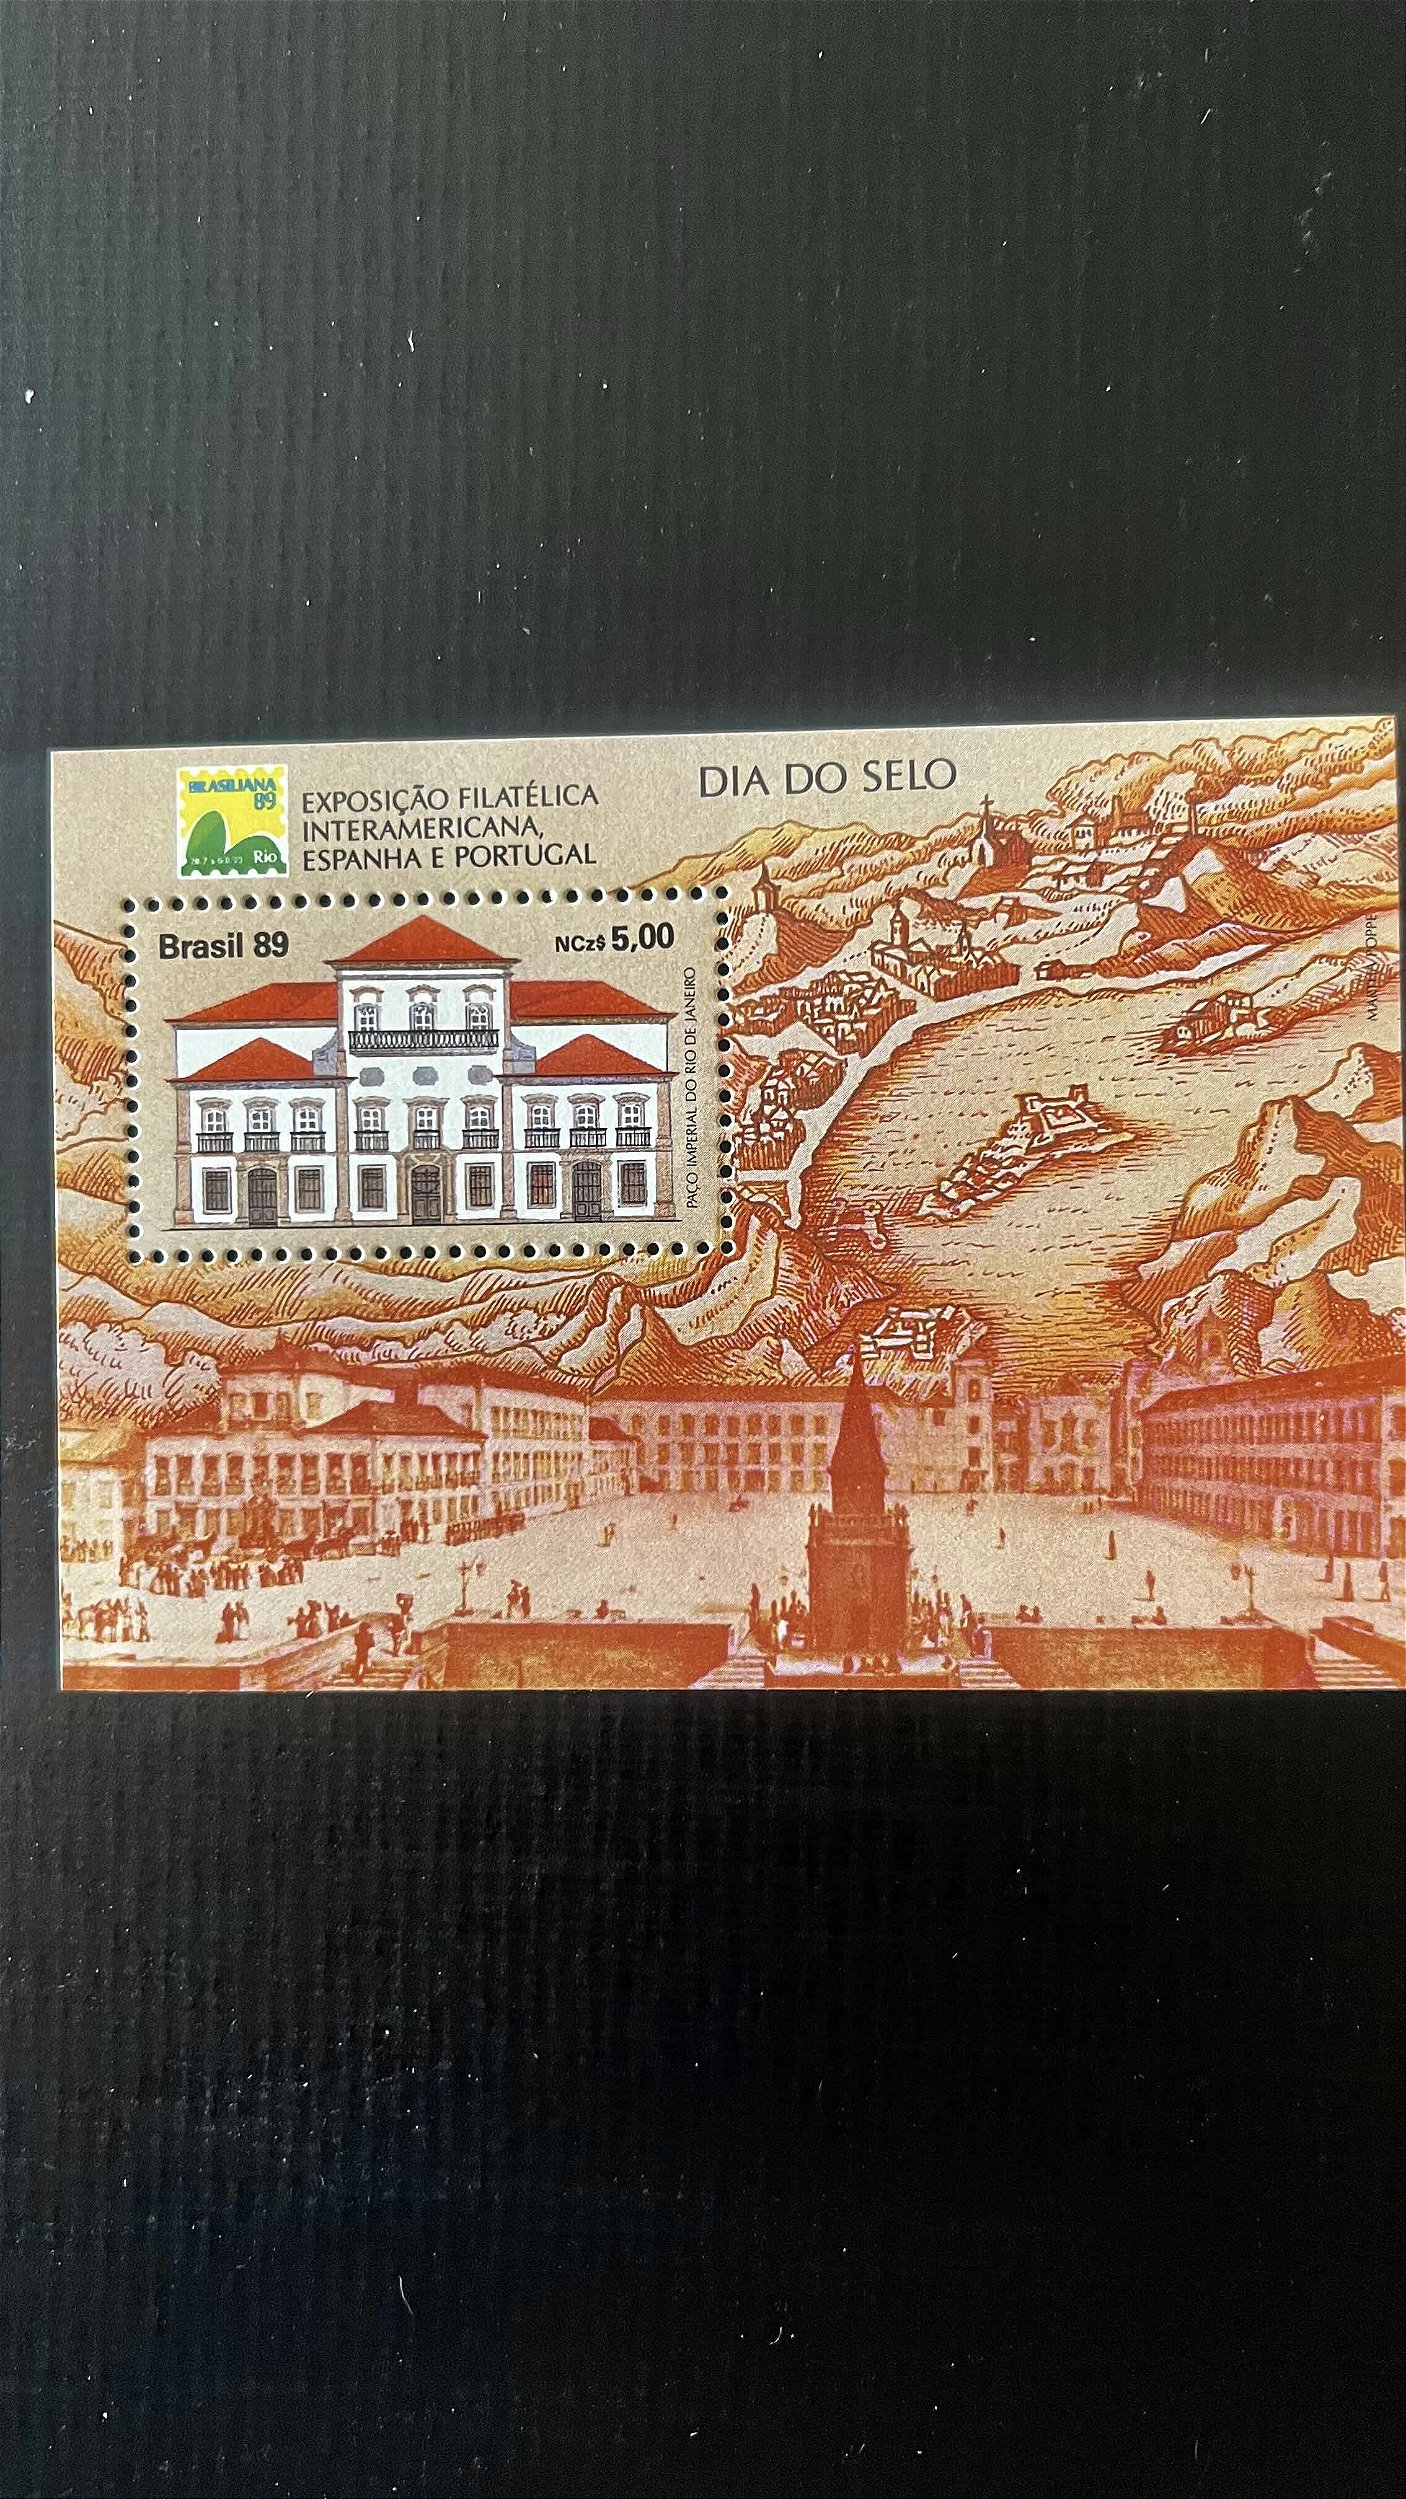 BRASILIANA
89
Rio
EXPOSIÇÃO FILATÉLICA
INTERAMERICANA,
ESPANHA E PORTUGAL
DIA DO SELO
Brasil 89
NCz$ 5,00
PAÇO IMPERIAL DO RIO DE JANEIRO